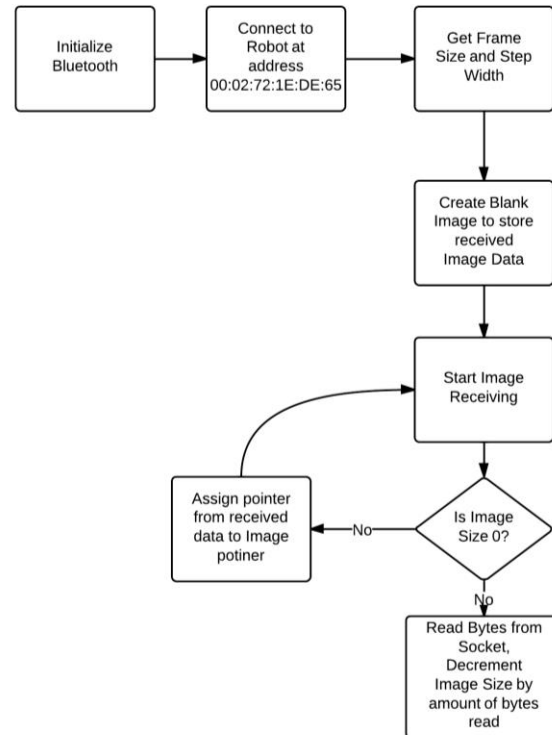 Initialize
Bluetooth
Connect to
Robot at
address
00:02:72:1E:DE:65
Get Frame
Size and Step
Width
Create Blank
Image to store
received
Image Data
Start Image
Receiving
Is Image
Size 0?
No
Assign pointer
from received
data to Image
potiner
No
Read Bytes from
Socket,
Decrement
Image Size by
amount of bytes
read